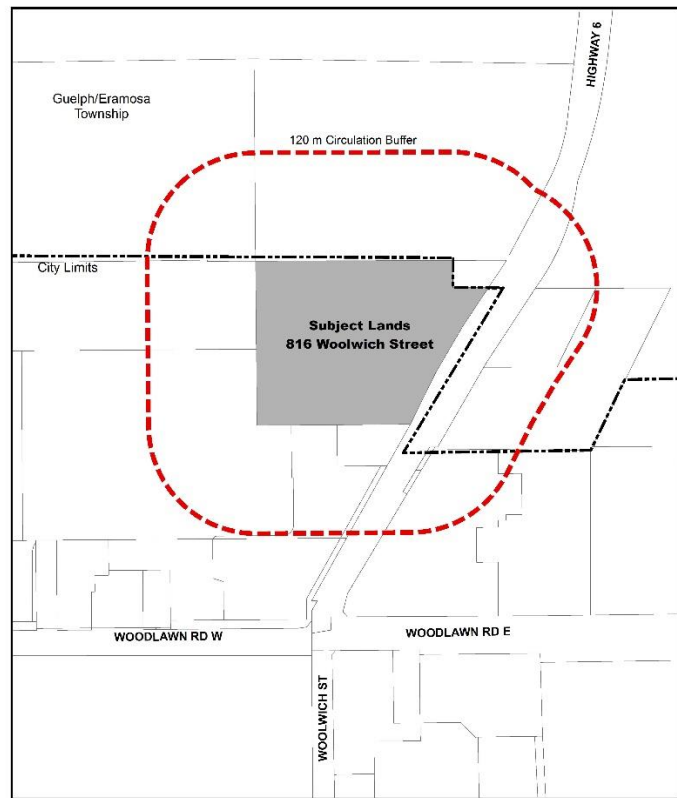 HIGHWAY 6
Guelph/Eramosa
Township
120 m Circulation Buffer
City Limits
Subject Lands
816 Woolwich Street
WOODLAWN RD W
WOODLAWN RD E
WOOLWICH ST